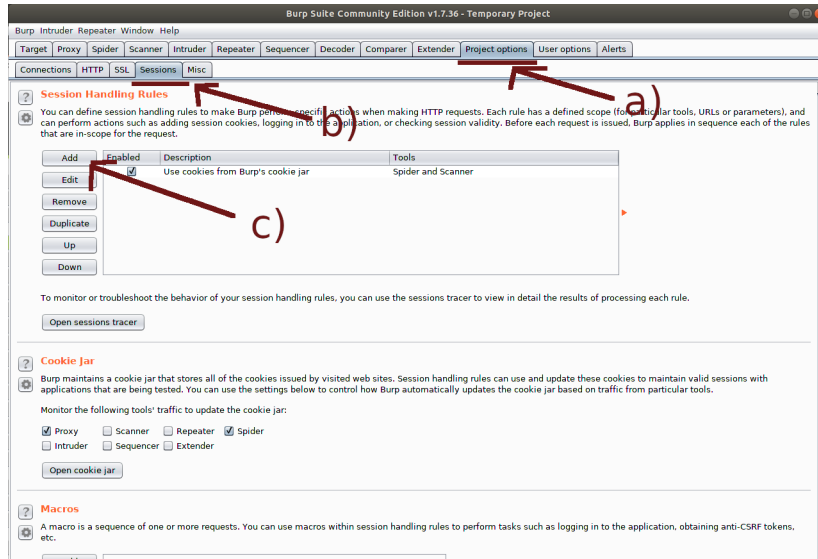 Burp Suite Community Edition v1.7.36 - Temporary Project
Burp Intruder Repeater Window Help
Target Proxy Spider Scanner Intruder Repeater Sequencer Decoder Comparer Extender Project options User options Alerts
Connections HTTP SSL Sessions Misc
a)
b)
? Session Handling Rules
You can define session handling rules to make Burp perform specific actions when making HTTP requests. Each rule has a defined scope (for particular tools, URLs or parameters), and
can perform actions such as adding session cookies, logging in to the application, or checking session validity. Before each request is issued, Burp applies in sequence each of the rules
that are in-scope for the request.
Add Enabled Description Tools
Edit Use cookies from Burp's cookie jar Spider and Scanner
Remove
Duplicate
c)
Up
Down
To monitor or troubleshoot the behavior of your session handling rules, you can use the sessions tracer to view in detail the results of processing each rule.
Open sessions tracer
? Cookie Jar
Burp maintains a cookie jar that stores all of the cookies issued by visited web sites. Session handling rules can use and update these cookies to maintain valid sessions with
applications that are being tested. You can use the settings below to control how Burp automatically updates the cookie jar based on traffic from particular tools.
Monitor the following tools' traffic to update the cookie jar:
Proxy Scanner Repeater Spider
Intruder Sequencer Extender
Open cookie jar
? Macros
A macro is a sequence of one or more requests. You can use macros within session handling rules to perform tasks such as logging in to the application, obtaining anti-CSRF tokens,
etc.